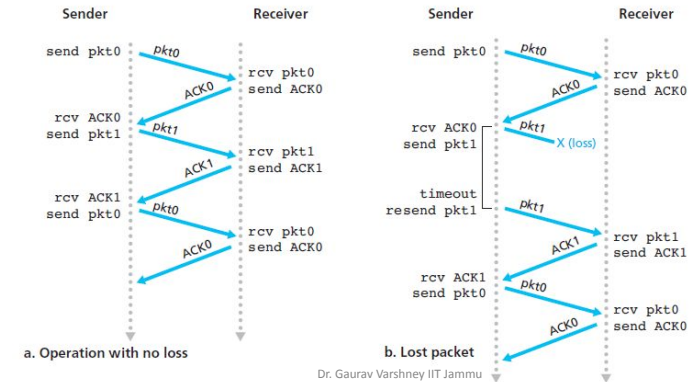 Sender
Receiver
send pkt0
pkt0
rcv pkt0
send ACK0
ACK0
rcv ACK0
send pkt1
pkt1
rcv pkt1
send ACK1
ACK1
rcv ACK1
send pkt0
pkt0
rcv pkt0
send ACK0
ACK0
a. Operation with no loss
Sender
Receiver
send pkt0
pkt0
rcv pkt0
send ACK0
ACK0
rcv ACK0
send pkt1
pkt1
X (loss)
timeout
resend pkt1
pkt1
rcv pkt1
send ACK1
ACK1
rcv ACK1
send pkt0
pkt0
rcv pkt0
send ACK0
ACK0
b. Lost packet
Dr. Gaurav Varshney IIT Jammu